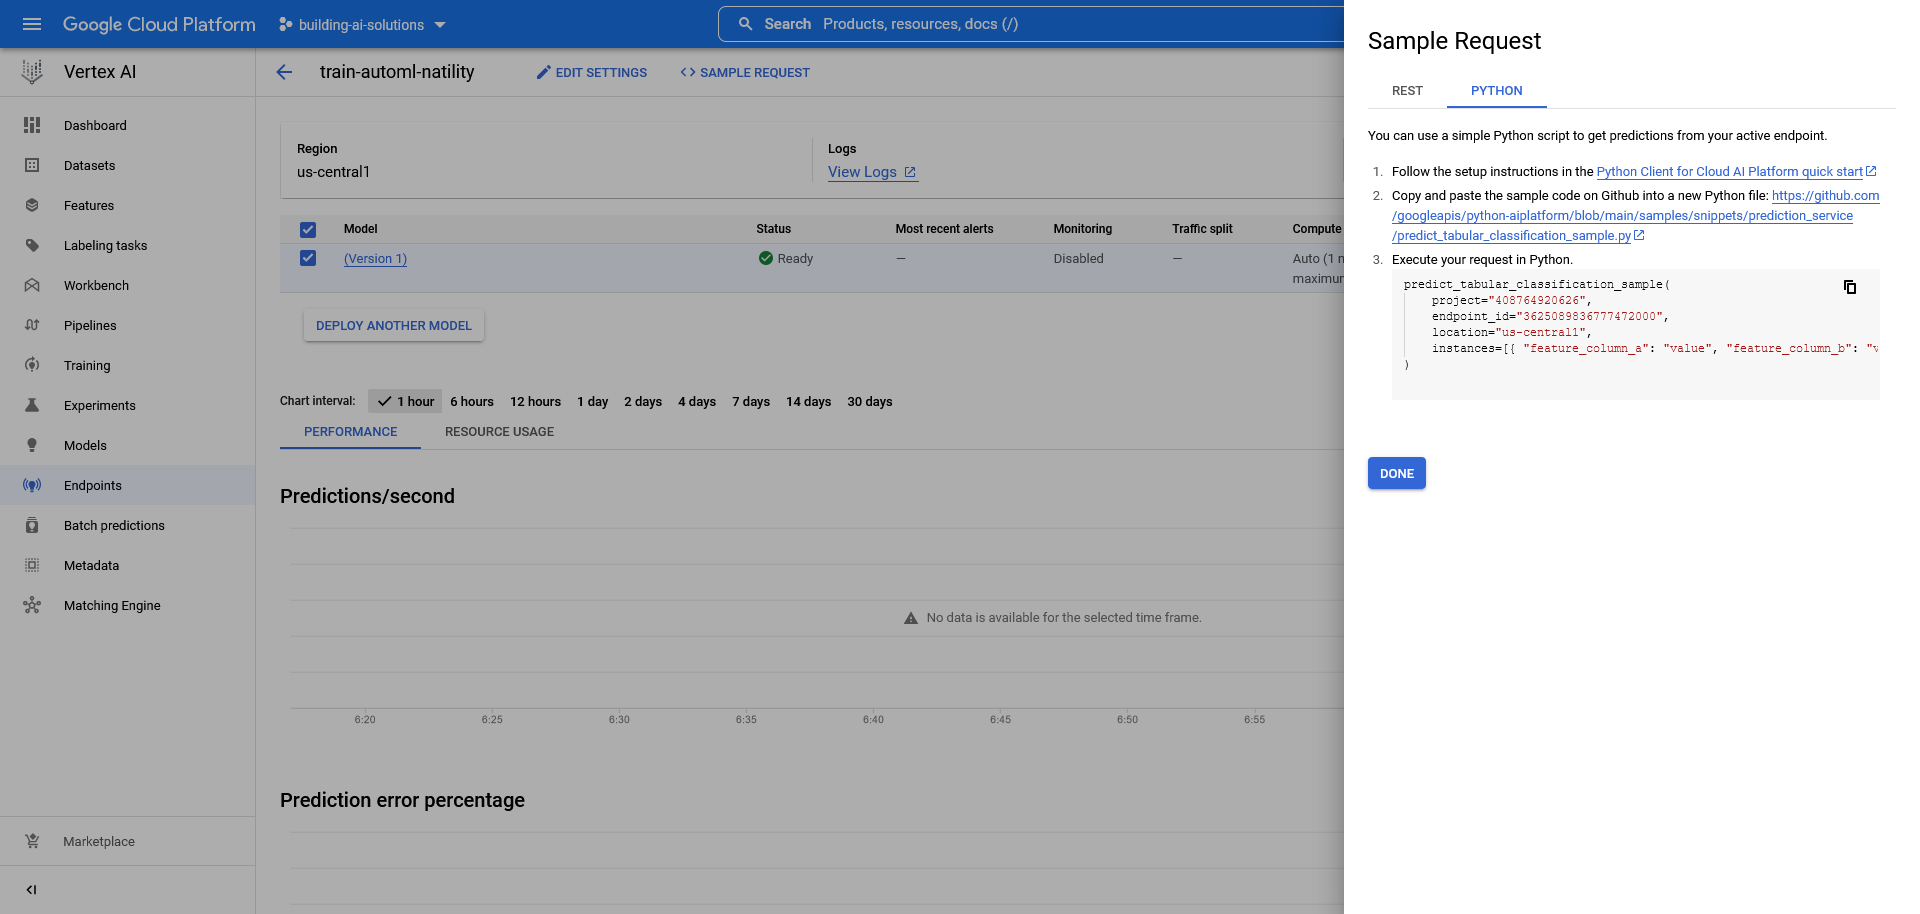 Google Cloud Platform
building-ai-solutions
Search Products, resources, docs (/)
Vertex AI
Dashboard
Datasets
Features
Labeling tasks
Workbench
Pipelines
Training
Experiments
Models
Endpoints
Batch predictions
Metadata
Matching Engine
Marketplace
train-automl-natility
EDIT SETTINGS
SAMPLE REQUEST
Region
us-central1
Logs
View Logs
Model Status Most recent alerts Monitoring Traffic split Compute
(Version 1) Ready — Disabled — Auto (1
DEPLOY ANOTHER MODEL
Chart interval: 1 hour 6 hours 12 hours 1 day 2 days 4 days 7 days 14 days 30 days
PERFORMANCE RESOURCE USAGE
Predictions/second
No data is available for the selected time frame.
6:20 6:25 6:30 6:35 6:40 6:45 6:50 6:55
Prediction error percentage
Sample Request
REST PYTHON
You can use a simple Python script to get predictions from your active endpoint.
1. Follow the setup instructions in the Python Client for Cloud AI Platform quick start
2. Copy and paste the sample code on Github into a new Python file: https://github.com
/googleapis/python-aiplatform/blob/main/samples/snippets/prediction_service
/predict_tabular_classification_sample.py
3. Execute your request in Python.
predict_tabular_classification_sample(
project="408764920626",
endpoint_id="3625089836777472000",
location="us-central1",
instances=[{ "feature_column_a": "value", "feature_column_b": "v
)
DONE